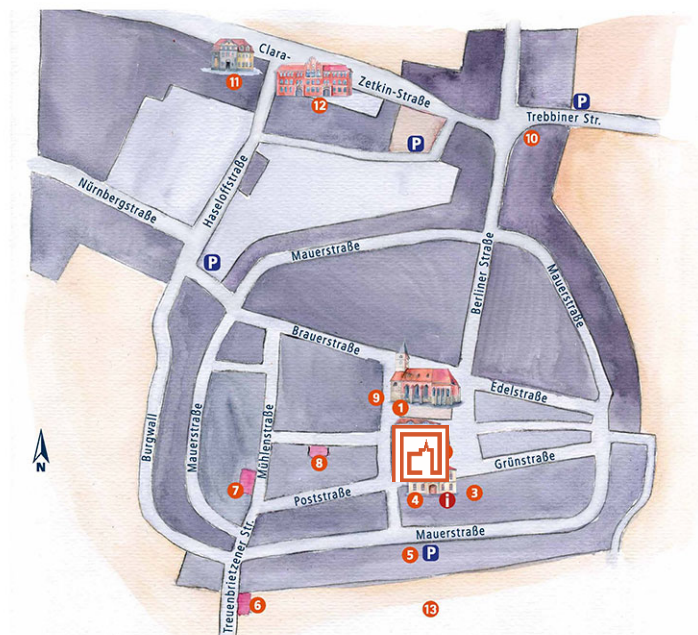 Clara-
Zetkin-Straße
11
12
P
Trebbiner Str.
10
P
Nürnbergstraße
Haseloffstraße
P
Mauerstraße
Berliner Straße
Mauerstraße
Brauerstraße
Edelstraße
9
1
Burgwall
Mauerstraße
Mühlenstraße
N
8
Grünstraße
7
Poststraße
4
i
3
Mauerstraße
5
P
Treuenbrietzener Str.
6
13